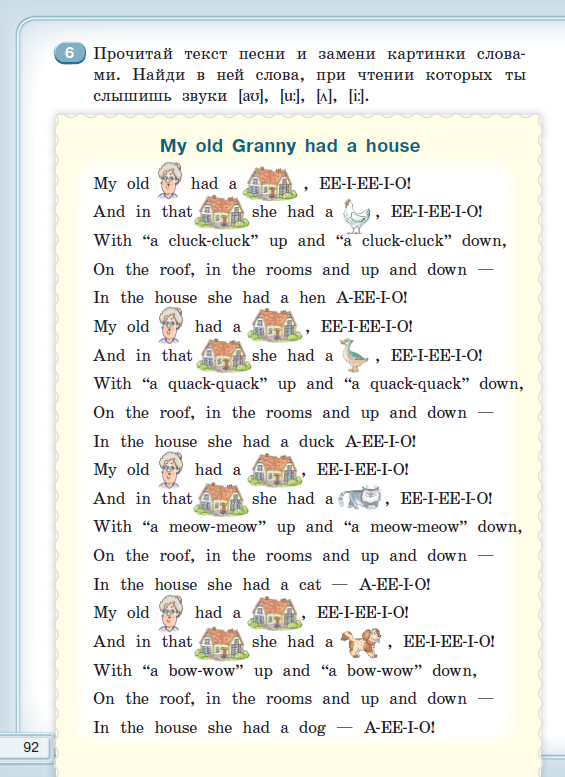 6 Прочитай текст песни и замени картинки слова-
ми. Найди в ней слова, при чтении которых ты
слышишь звуки [aʊ], [u:], [ʌ], [i:].
My old Granny had a house
My old had a , EE-I-EE-I-O!
And in that she had a , EE-I-EE-I-O!
With “a cluck-cluck” up and “a cluck-cluck” down,
On the roof, in the rooms and up and down —
In the house she had a hen A-EE-I-O!
My old had a , EE-I-EE-I-O!
And in that she had a , EE-I-EE-I-O!
With “a quack-quack” up and “a quack-quack” down,
On the roof, in the rooms and up and down —
In the house she had a duck A-EE-I-O!
My old had a , EE-I-EE-I-O!
And in that she had a , EE-I-EE-I-O!
With “a meow-meow” up and “a meow-meow” down,
On the roof, in the rooms and up and down —
In the house she had a cat — A-EE-I-O!
My old had a , EE-I-EE-I-O!
And in that she had a , EE-I-EE-I-O!
With “a bow-wow” up and “a bow-wow” down,
On the roof, in the rooms and up and down —
In the house she had a dog — A-EE-I-O!
92